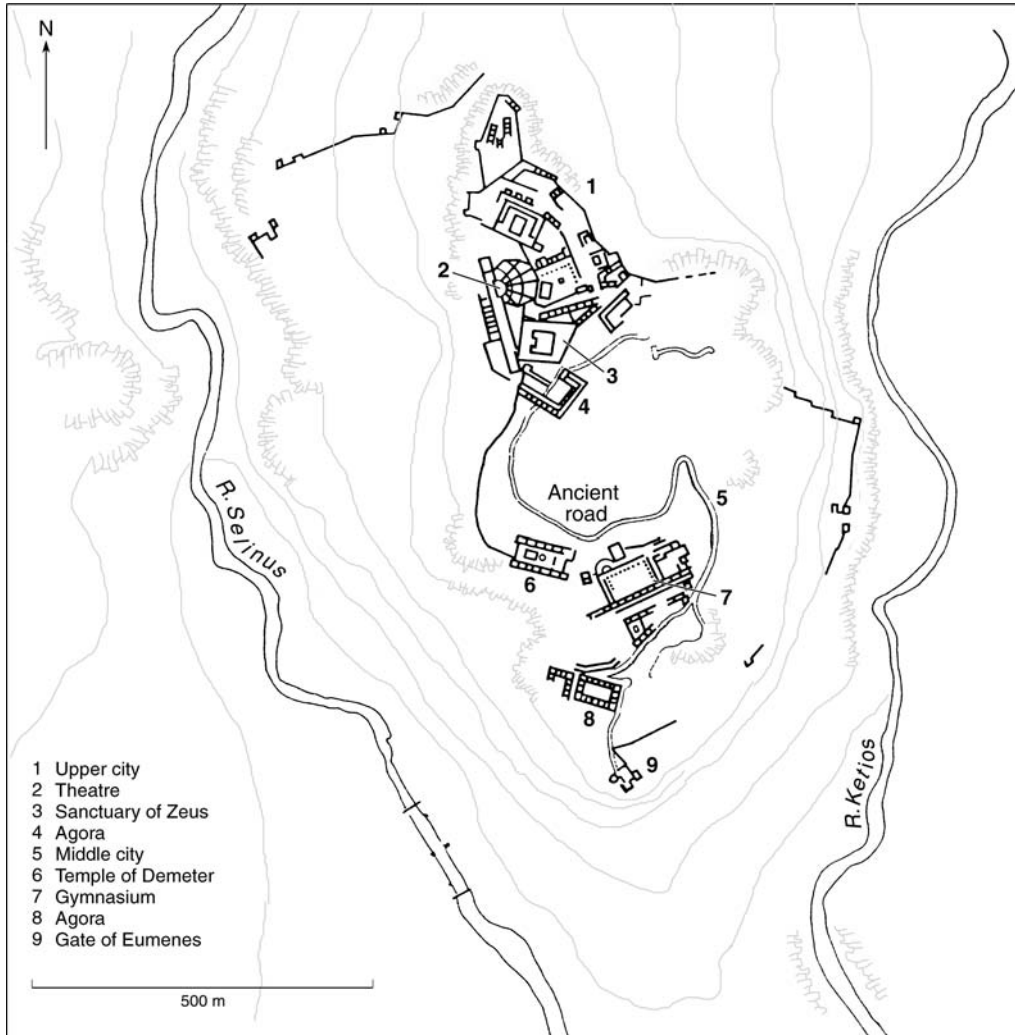 N
1
2
3
4
Ancient
road
5
R. Selinus
6
7
8
9
R. Ketios
1 Upper city
2 Theatre
3 Sanctuary of Zeus
4 Agora
5 Middle city
6 Temple of Demeter
7 Gymnasium
8 Agora
9 Gate of Eumenes
500 m